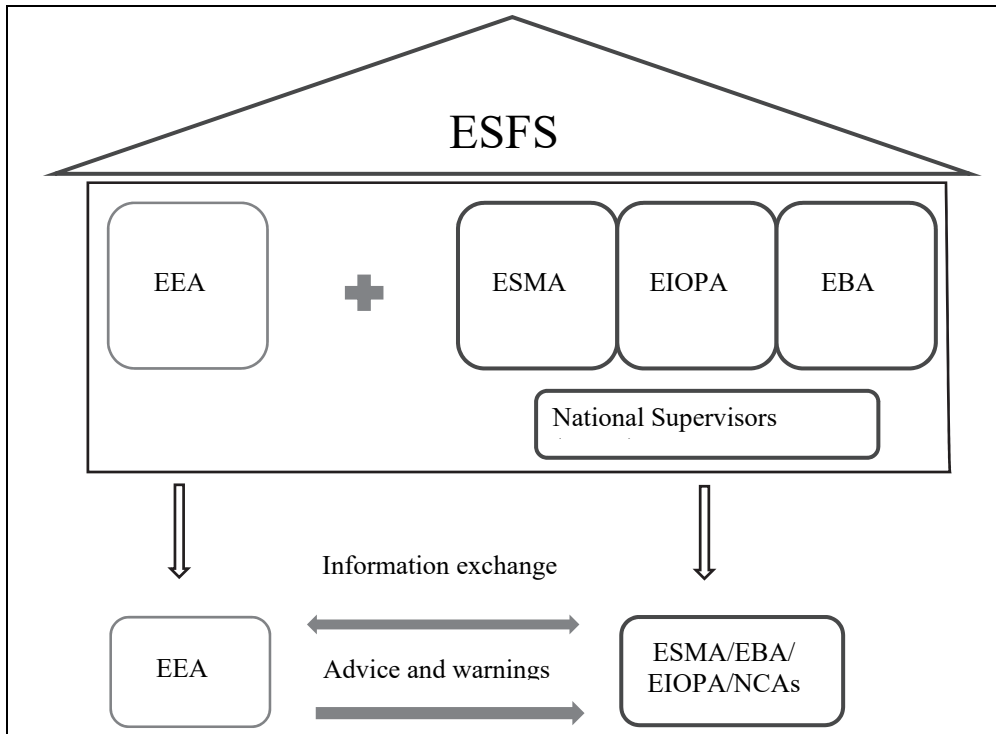 ESFS
EEA
ESMA
EIOPA
EBA
National Supervisors
Information exchange
EEA
Advice and warnings
ESMA/EBA/
EIOPA/NCAs